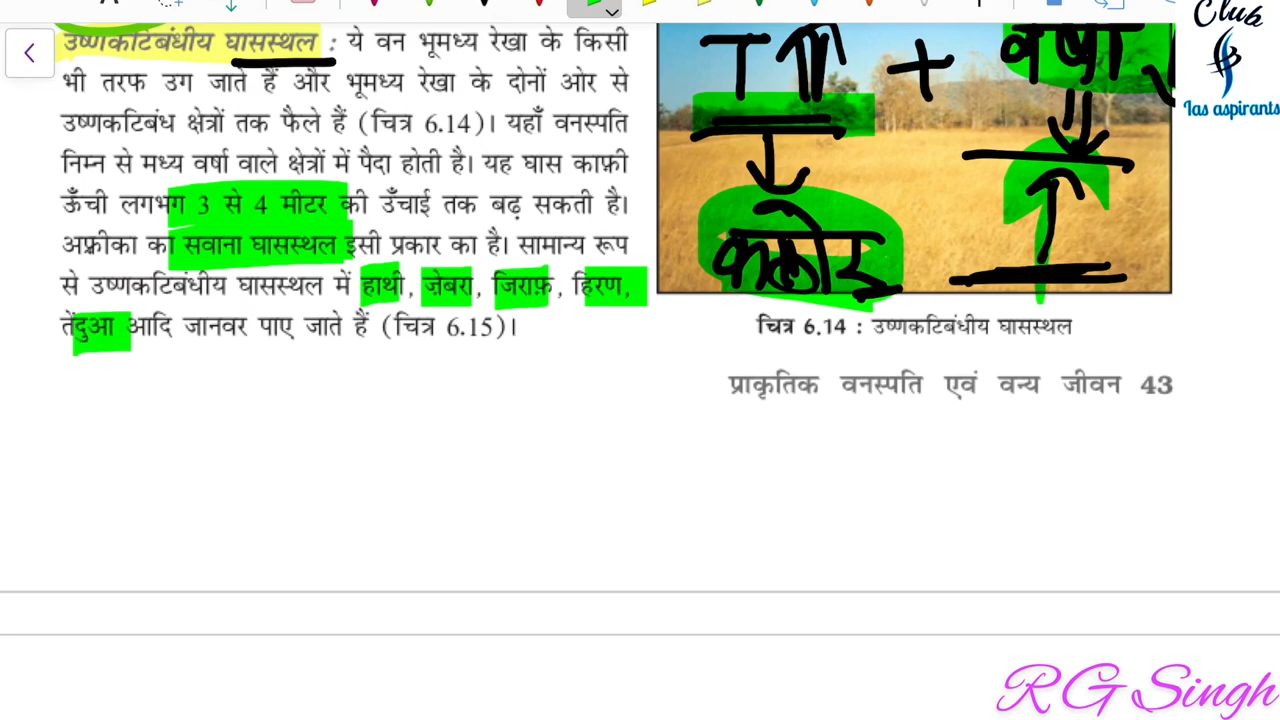 उष्णकटिबंधीय घासस्थल : ये वन भूमध्य रेखा के किसी
भी तरफ उग जाते हैं और भूमध्य रेखा के दोनों ओर से
उष्णकटिबंध क्षेत्रों तक फैले हैं (चित्र 6.14)। यहाँ वनस्पति
निम्न से मध्य वर्षा वाले क्षेत्रों में पैदा होती है। यह घास काफ़ी
ऊँची लगभग 3 से 4 मीटर की उँचाई तक बढ़ सकती है।
अफ़्रीका का सवाना घासस्थल इसी प्रकार का है। सामान्य रूप
से उष्णकटिबंधीय घासस्थल में हाथी, ज़ेबरा, जिराफ़, हिरण,
तेंदुआ आदि जानवर पाए जाते हैं (चित्र 6.15)।
T + वर्षा
चित्र 6.14 : उष्णकटिबंधीय घासस्थल
प्राकृतिक वनस्पति एवं वन्य जीवन 43
Club
Ias aspirants
RG Singh